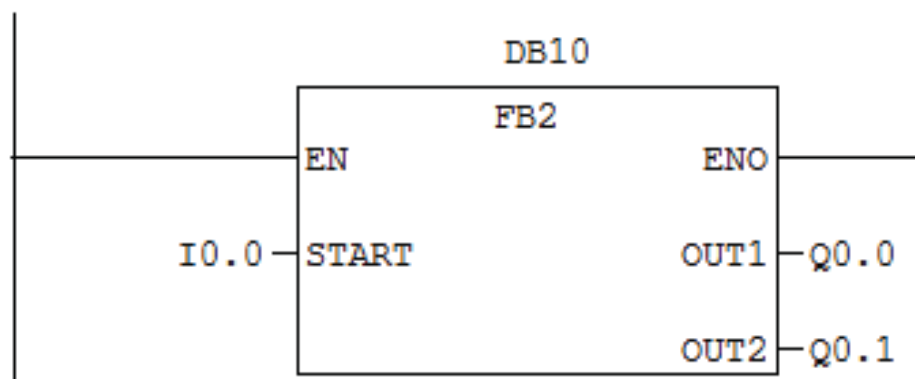 DB10
FB2
EN ENO
I0.0 START OUT1 Q0.0
OUT2 Q0.1